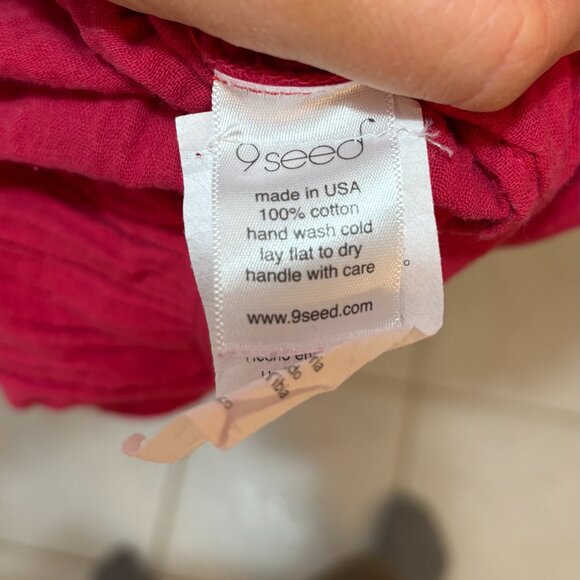 9seed
made in USA
100% cotton
hand wash cold
lay flat to dry
handle with care
www.9seed.com